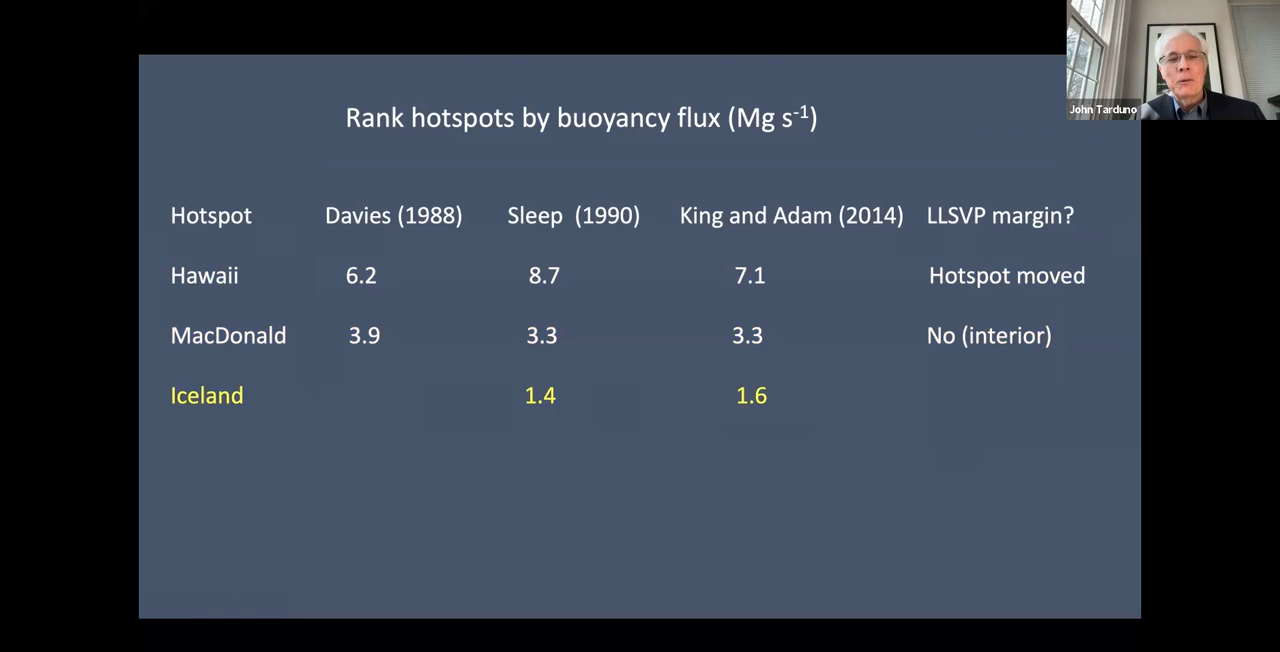 John Tarduno
Rank hotspots by buoyancy flux (Mg s⁻¹)
Hotspot Davies (1988) Sleep (1990) King and Adam (2014) LLSVP margin?
Hawaii 6.2 8.7 7.1 Hotspot moved
MacDonald 3.9 3.3 3.3 No (interior)
Iceland 1.4 1.6